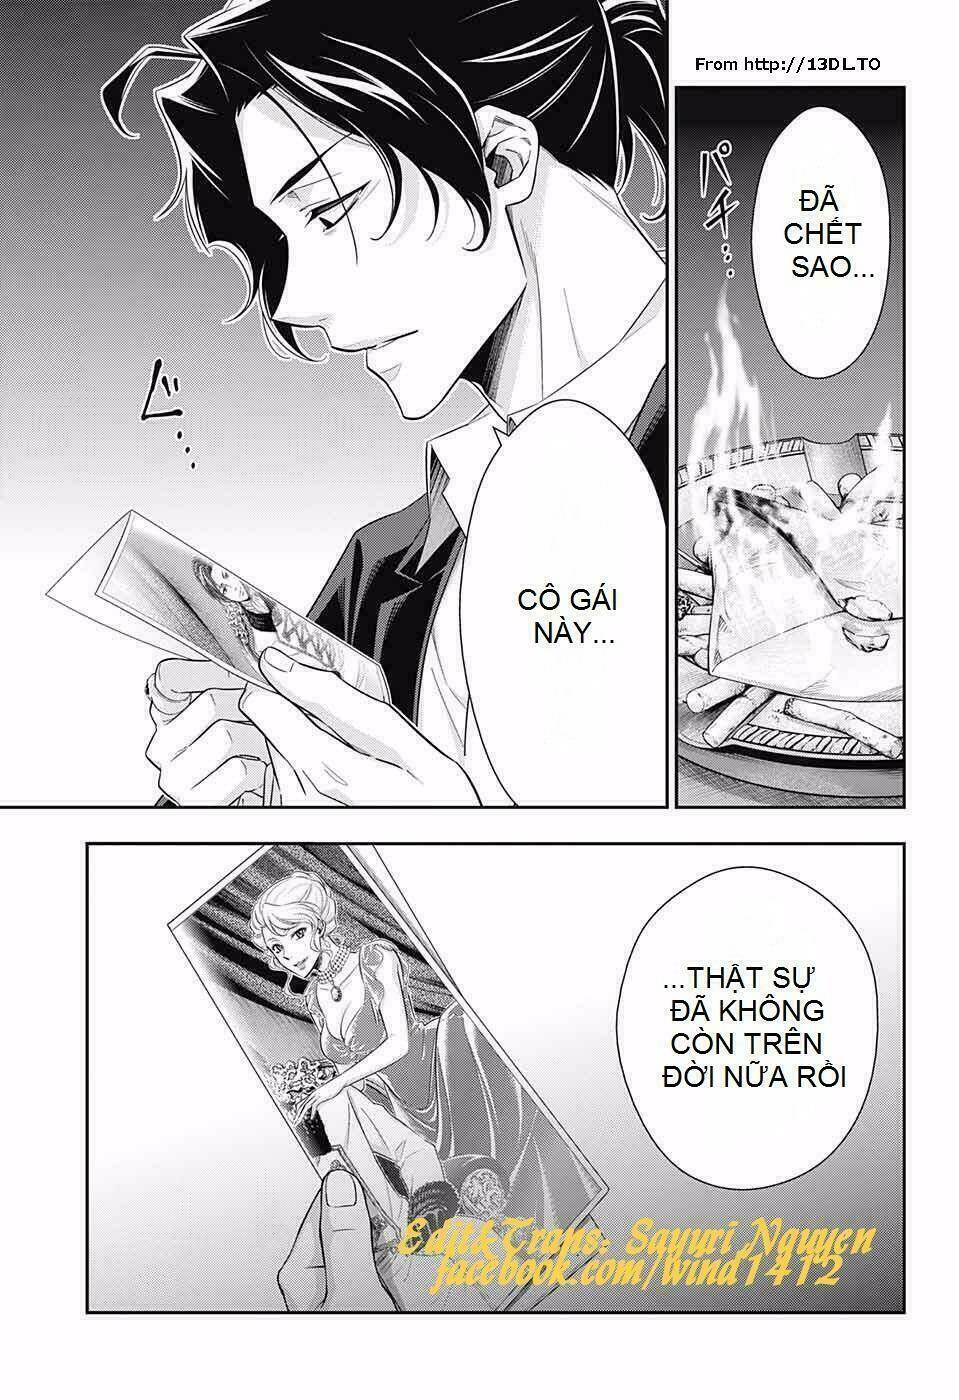 From http://13DL.TO
ĐÃ
CHẾT
SAO...
パチ...
CÔ GÁI
NÀY...
...THẬT SỰ
ĐÃ KHÔNG
CÒN TRÊN
ĐỜI NỮA RỒI
Edit&Trans: Sayuri Nguyen
facebook.com/wind1412